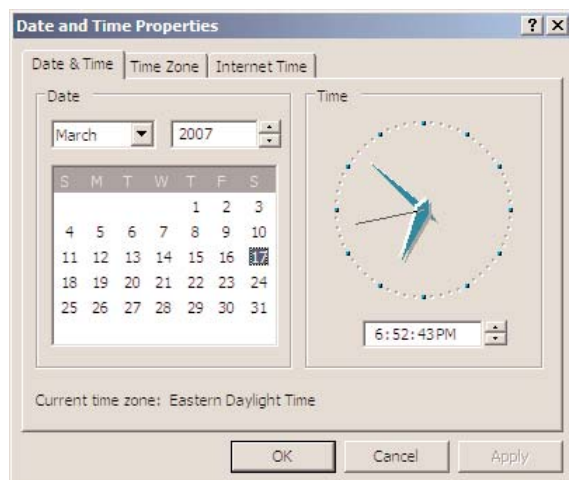 Date and Time Properties
Date & Time Time Zone Internet Time
Date
March 2007
S M T W T F S
1 2 3
4 5 6 7 8 9 10
11 12 13 14 15 16 17
18 19 20 21 22 23 24
25 26 27 28 29 30 31
Time
6:52:43 PM
Current time zone: Eastern Daylight Time
OK Cancel Apply